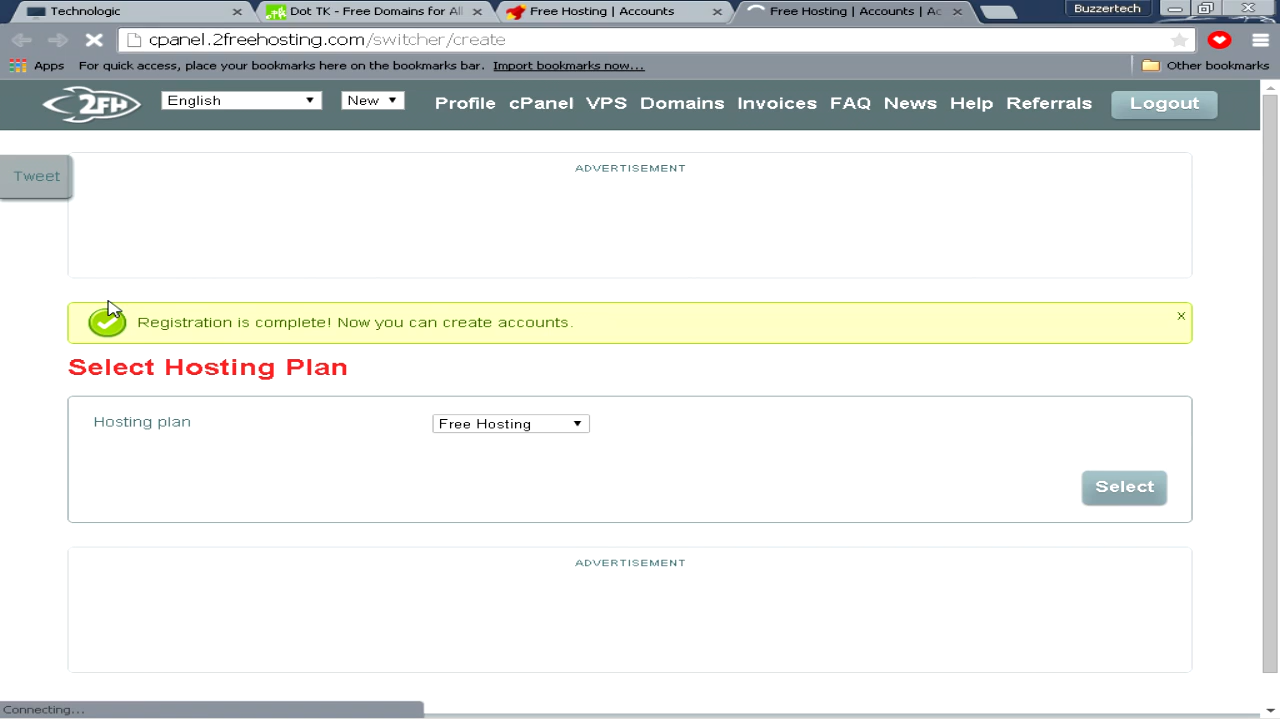 Technologic
Dot TK - Free Domains for All
Free Hosting | Accounts
Free Hosting | Accounts | Ac
Buzzertech
cpanel.2freehosting.com/switcher/create
Apps For quick access, place your bookmarks here on the bookmarks bar. Import bookmarks now... Other bookmarks
2FH English New Profile cPanel VPS Domains Invoices FAQ News Help Referrals Logout
ADVERTISEMENT
Tweet
Registration is complete! Now you can create accounts. x
Select Hosting Plan
Hosting plan Free Hosting
Select
ADVERTISEMENT
Connecting...